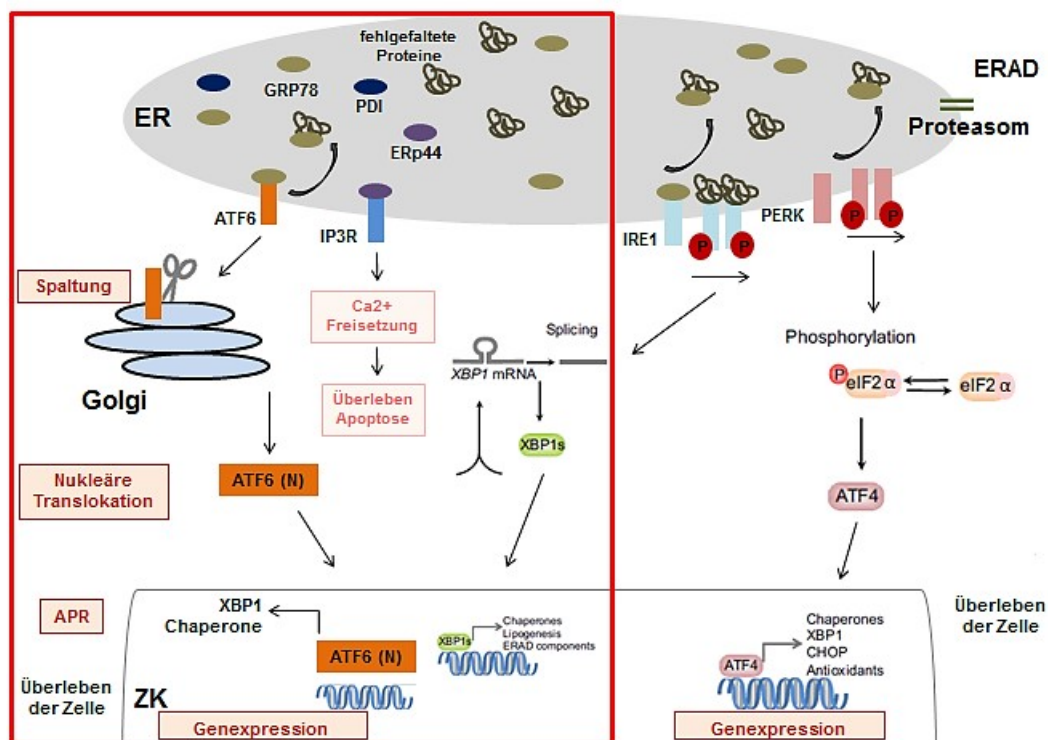 fehlgefaltete
Proteine
GRP78
PDI
ER
ERp44
ERAD
Proteasom
ATF6
IP3R
IRE1
PERK
P
P
P
P
Spaltung
Ca2+
Freisetzung
Splicing
XBP1 mRNA
Phosphorylation
Golgi
Überleben
Apoptose
XBP1s
P
eIF2 α
eIF2 α
Nukleäre
Translokation
ATF6 (N)
ATF4
APR
XBP1
Chaperone
ATF6 (N)
XBP1s
Chaperones
Lipogenesis
ERAD components
ATF4
Chaperones
XBP1
CHOP
Antioxidants
Überleben
der Zelle
Überleben
der Zelle
ZK
Genexpression
Genexpression